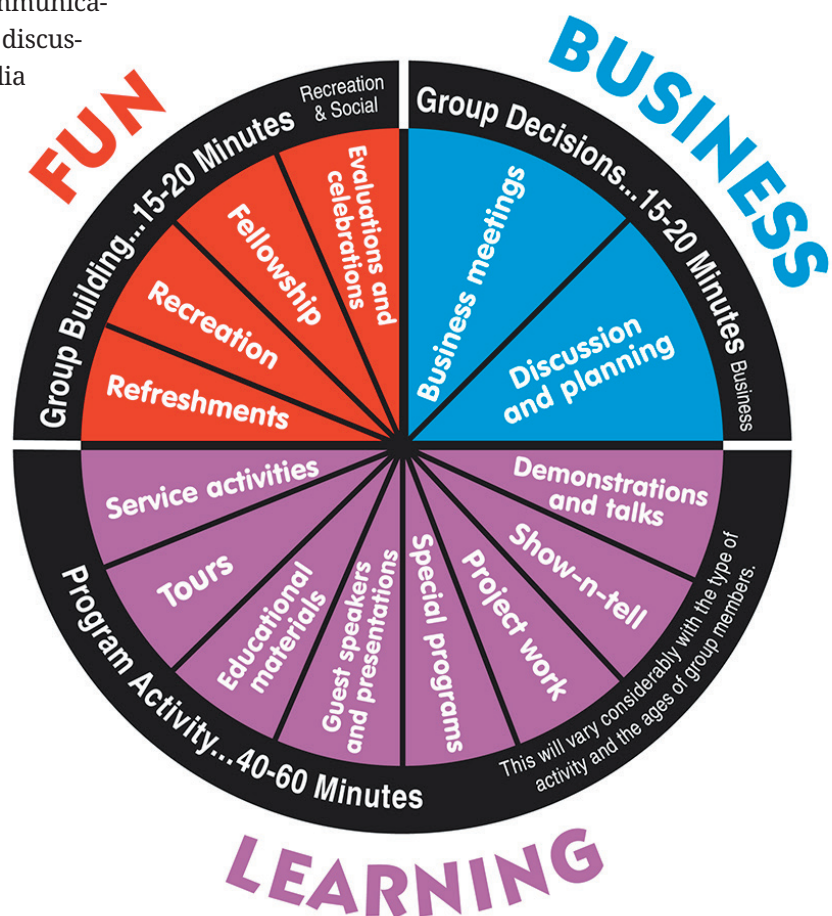 mmunica-
discus-
dia
FUN
BUSINESS
Group Building...15-20 Minutes
Recreation
& Social
Group Decisions...15-20 Minutes
Business
Evaluations and
celebrations
Fellowship
Recreation
Refreshments
Business meetings
Discussion
and planning
Service activities
Tours
Educational
materials
Guest speakers
and presentations
Special programs
Project work
Show-n-tell
Demonstrations
and talks
Program Activity...40-60 Minutes
This will vary considerably with the type of
activity and the ages of group members.
LEARNING